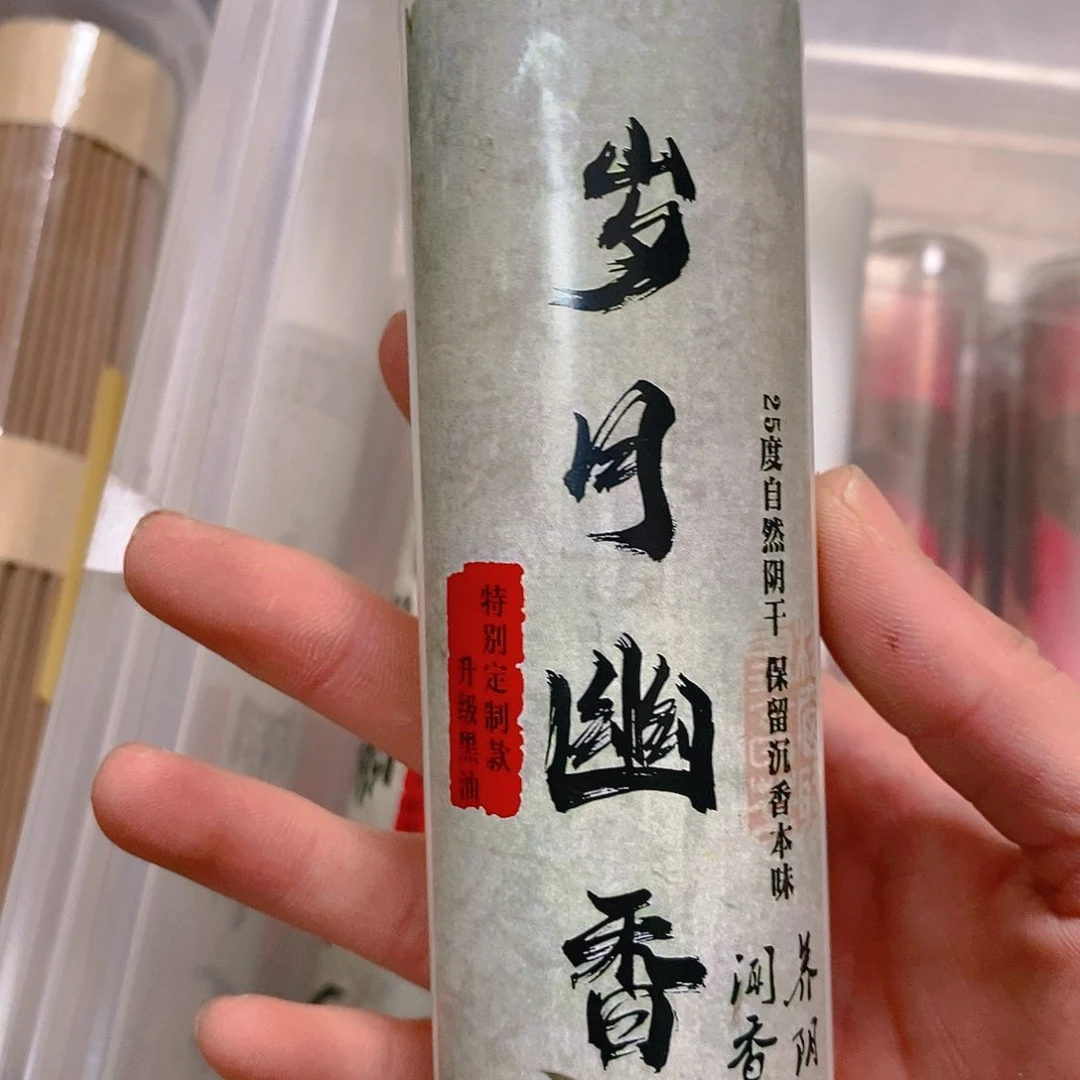 岁月幽香
25度自然阴干 保留沉香本味
特别定制款
升级黑油
养阴
润香